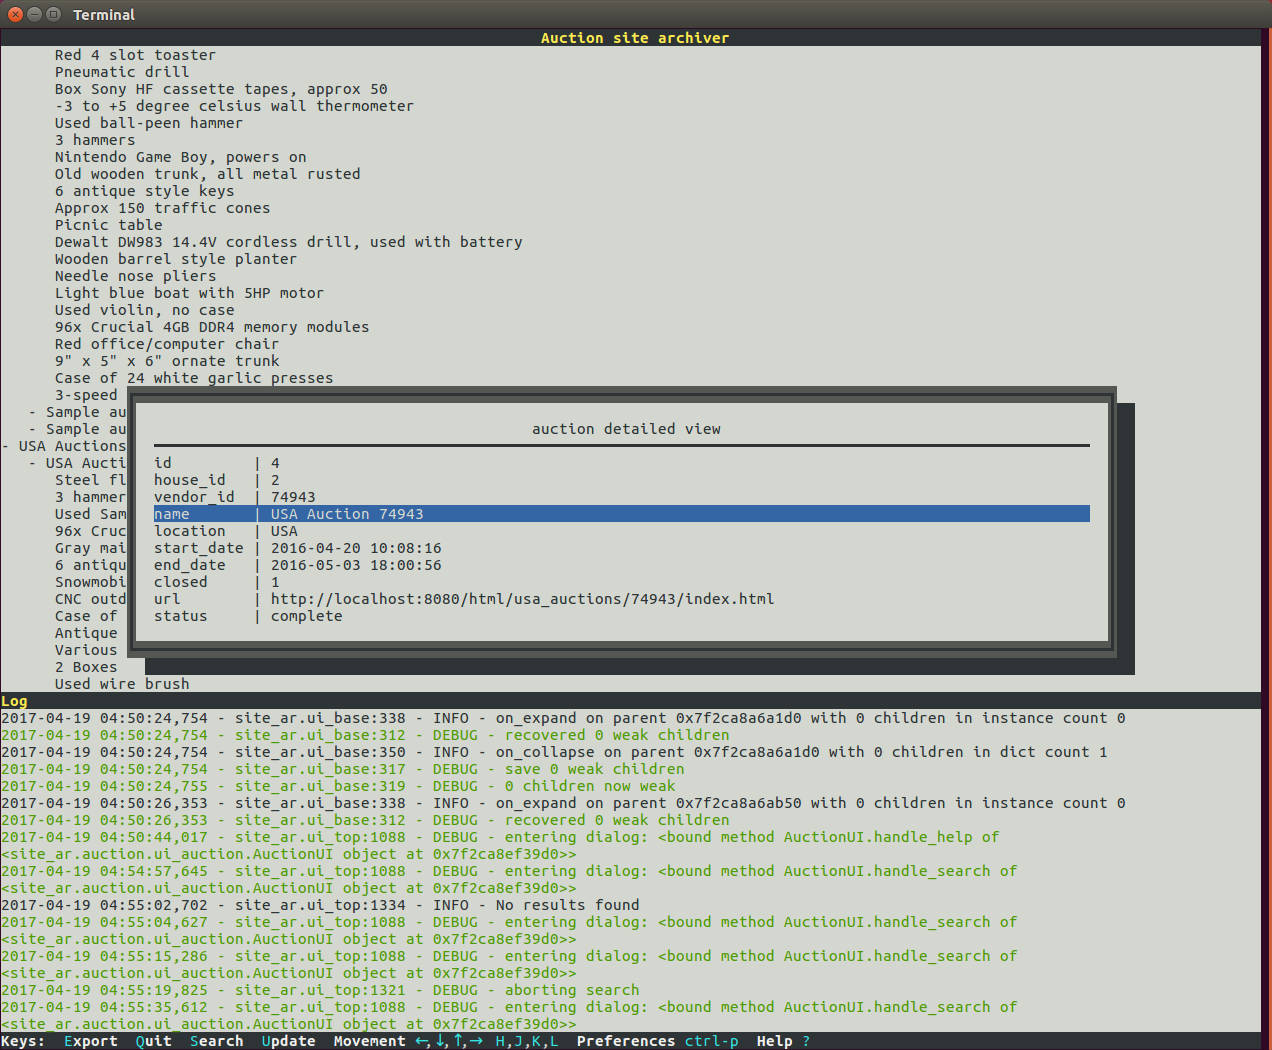 Terminal
Auction site archiver
Red 4 slot toaster
Pneumatic drill
Box Sony HF cassette tapes, approx 50
-3 to +5 degree celsius wall thermometer
Used ball-peen hammer
3 hammers
Nintendo Game Boy, powers on
Old wooden trunk, all metal rusted
6 antique style keys
Approx 150 traffic cones
Picnic table
Dewalt DW983 14.4V cordless drill, used with battery
Wooden barrel style planter
Needle nose pliers
Light blue boat with 5HP motor
Used violin, no case
96x Crucial 4GB DDR4 memory modules
Red office/computer chair
9" x 5" x 6" ornate trunk
Case of 24 white garlic presses
3-speed
- Sample au
- Sample au
- USA Auctions
- USA Aucti
Steel fl
3 hammer
Used Sam
96x Cruc
Gray mai
6 antiqu
Snowmobi
CNC outd
Case of
Antique
Various
2 Boxes
Used wire brush
auction detailed view
id | 4
house_id | 2
vendor_id | 74943
name | USA Auction 74943
location | USA
start_date | 2016-04-20 10:08:16
end_date | 2016-05-03 18:00:56
closed | 1
url | http://localhost:8080/html/usa_auctions/74943/index.html
status | complete
Log
2017-04-19 04:50:24,754 - site_ar.ui_base:338 - INFO - on_expand on parent 0x7f2ca8a6a1d0 with 0 children in instance count 0
2017-04-19 04:50:24,754 - site_ar.ui_base:312 - DEBUG - recovered 0 weak children
2017-04-19 04:50:24,754 - site_ar.ui_base:350 - INFO - on_collapse on parent 0x7f2ca8a6a1d0 with 0 children in dict count 1
2017-04-19 04:50:24,754 - site_ar.ui_base:317 - DEBUG - save 0 weak children
2017-04-19 04:50:24,755 - site_ar.ui_base:319 - DEBUG - 0 children now weak
2017-04-19 04:50:26,353 - site_ar.ui_base:338 - INFO - on_expand on parent 0x7f2ca8a6ab50 with 0 children in instance count 0
2017-04-19 04:50:26,353 - site_ar.ui_base:312 - DEBUG - recovered 0 weak children
2017-04-19 04:50:44,017 - site_ar.ui_top:1088 - DEBUG - entering dialog: <bound method AuctionUI.handle_help of
<site_ar.auction.ui_auction.AuctionUI object at 0x7f2ca8ef39d0>>
2017-04-19 04:54:57,645 - site_ar.ui_top:1088 - DEBUG - entering dialog: <bound method AuctionUI.handle_search of
<site_ar.auction.ui_auction.AuctionUI object at 0x7f2ca8ef39d0>>
2017-04-19 04:55:02,702 - site_ar.ui_top:1334 - INFO - No results found
2017-04-19 04:55:04,627 - site_ar.ui_top:1088 - DEBUG - entering dialog: <bound method AuctionUI.handle_search of
<site_ar.auction.ui_auction.AuctionUI object at 0x7f2ca8ef39d0>>
2017-04-19 04:55:15,286 - site_ar.ui_top:1088 - DEBUG - entering dialog: <bound method AuctionUI.handle_search of
<site_ar.auction.ui_auction.AuctionUI object at 0x7f2ca8ef39d0>>
2017-04-19 04:55:19,825 - site_ar.ui_top:1321 - DEBUG - aborting search
2017-04-19 04:55:35,612 - site_ar.ui_top:1088 - DEBUG - entering dialog: <bound method AuctionUI.handle_search of
<site_ar.auction.ui_auction.AuctionUI object at 0x7f2ca8ef39d0>>
Keys: Export Quit Search Update Movement ←,↓,↑,→ H,J,K,L Preferences ctrl-p Help ?